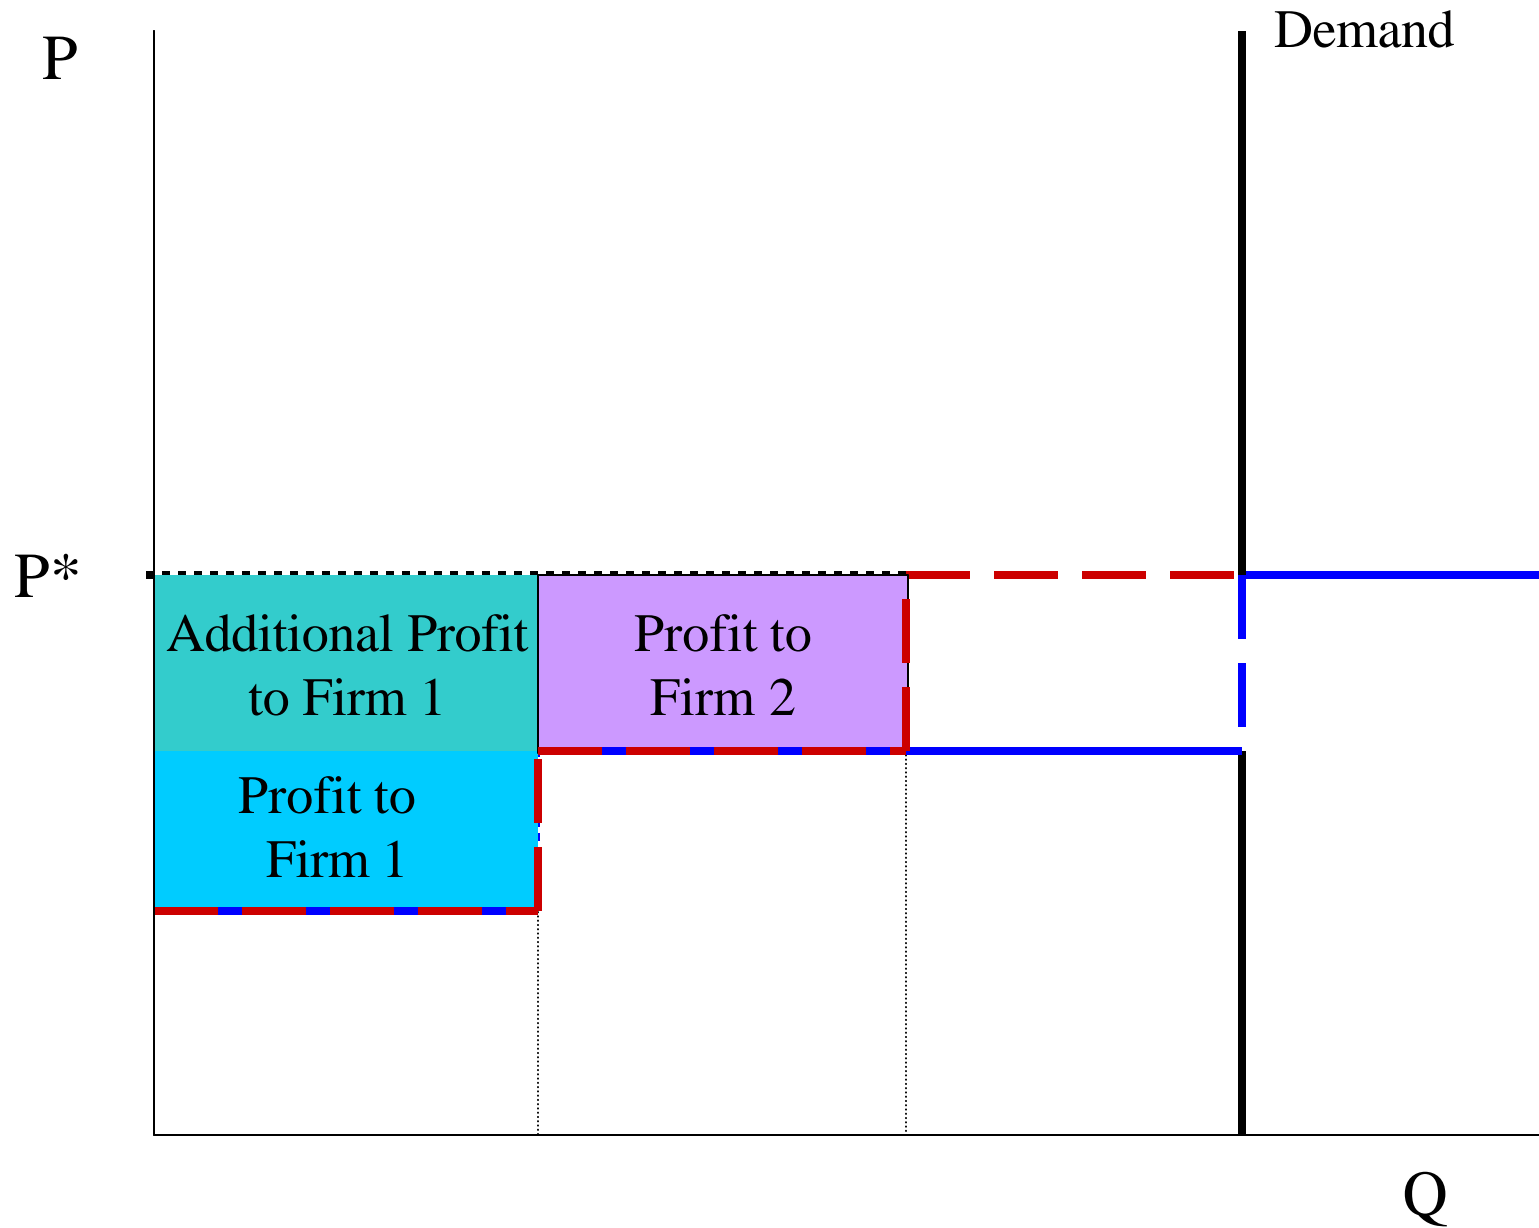 Demand
P
P*
Additional Profit
to Firm 1
Profit to
Firm 2
Profit to
Firm 1
Q